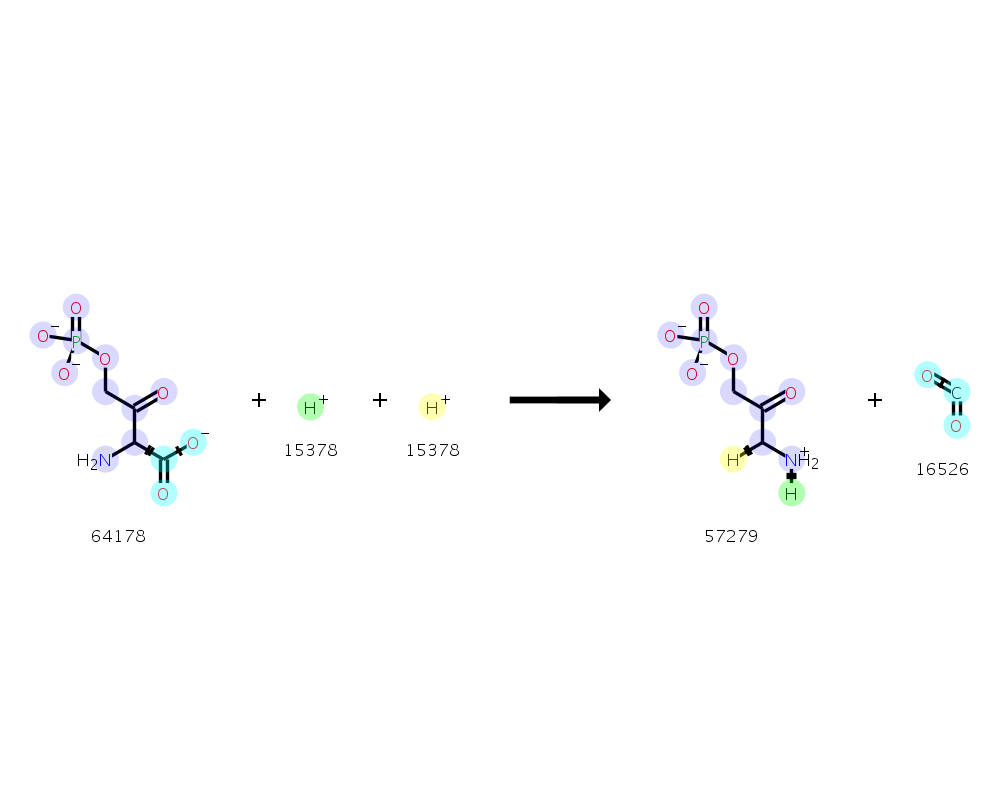 O
O⁻ P
O⁻ O
O
H₂N O⁻
O
64178
+ H⁺
15378
+ H⁺
15378
O
O⁻ P
O⁻ O
O
H NH₂⁺
H
57279
+
O C
O
16526